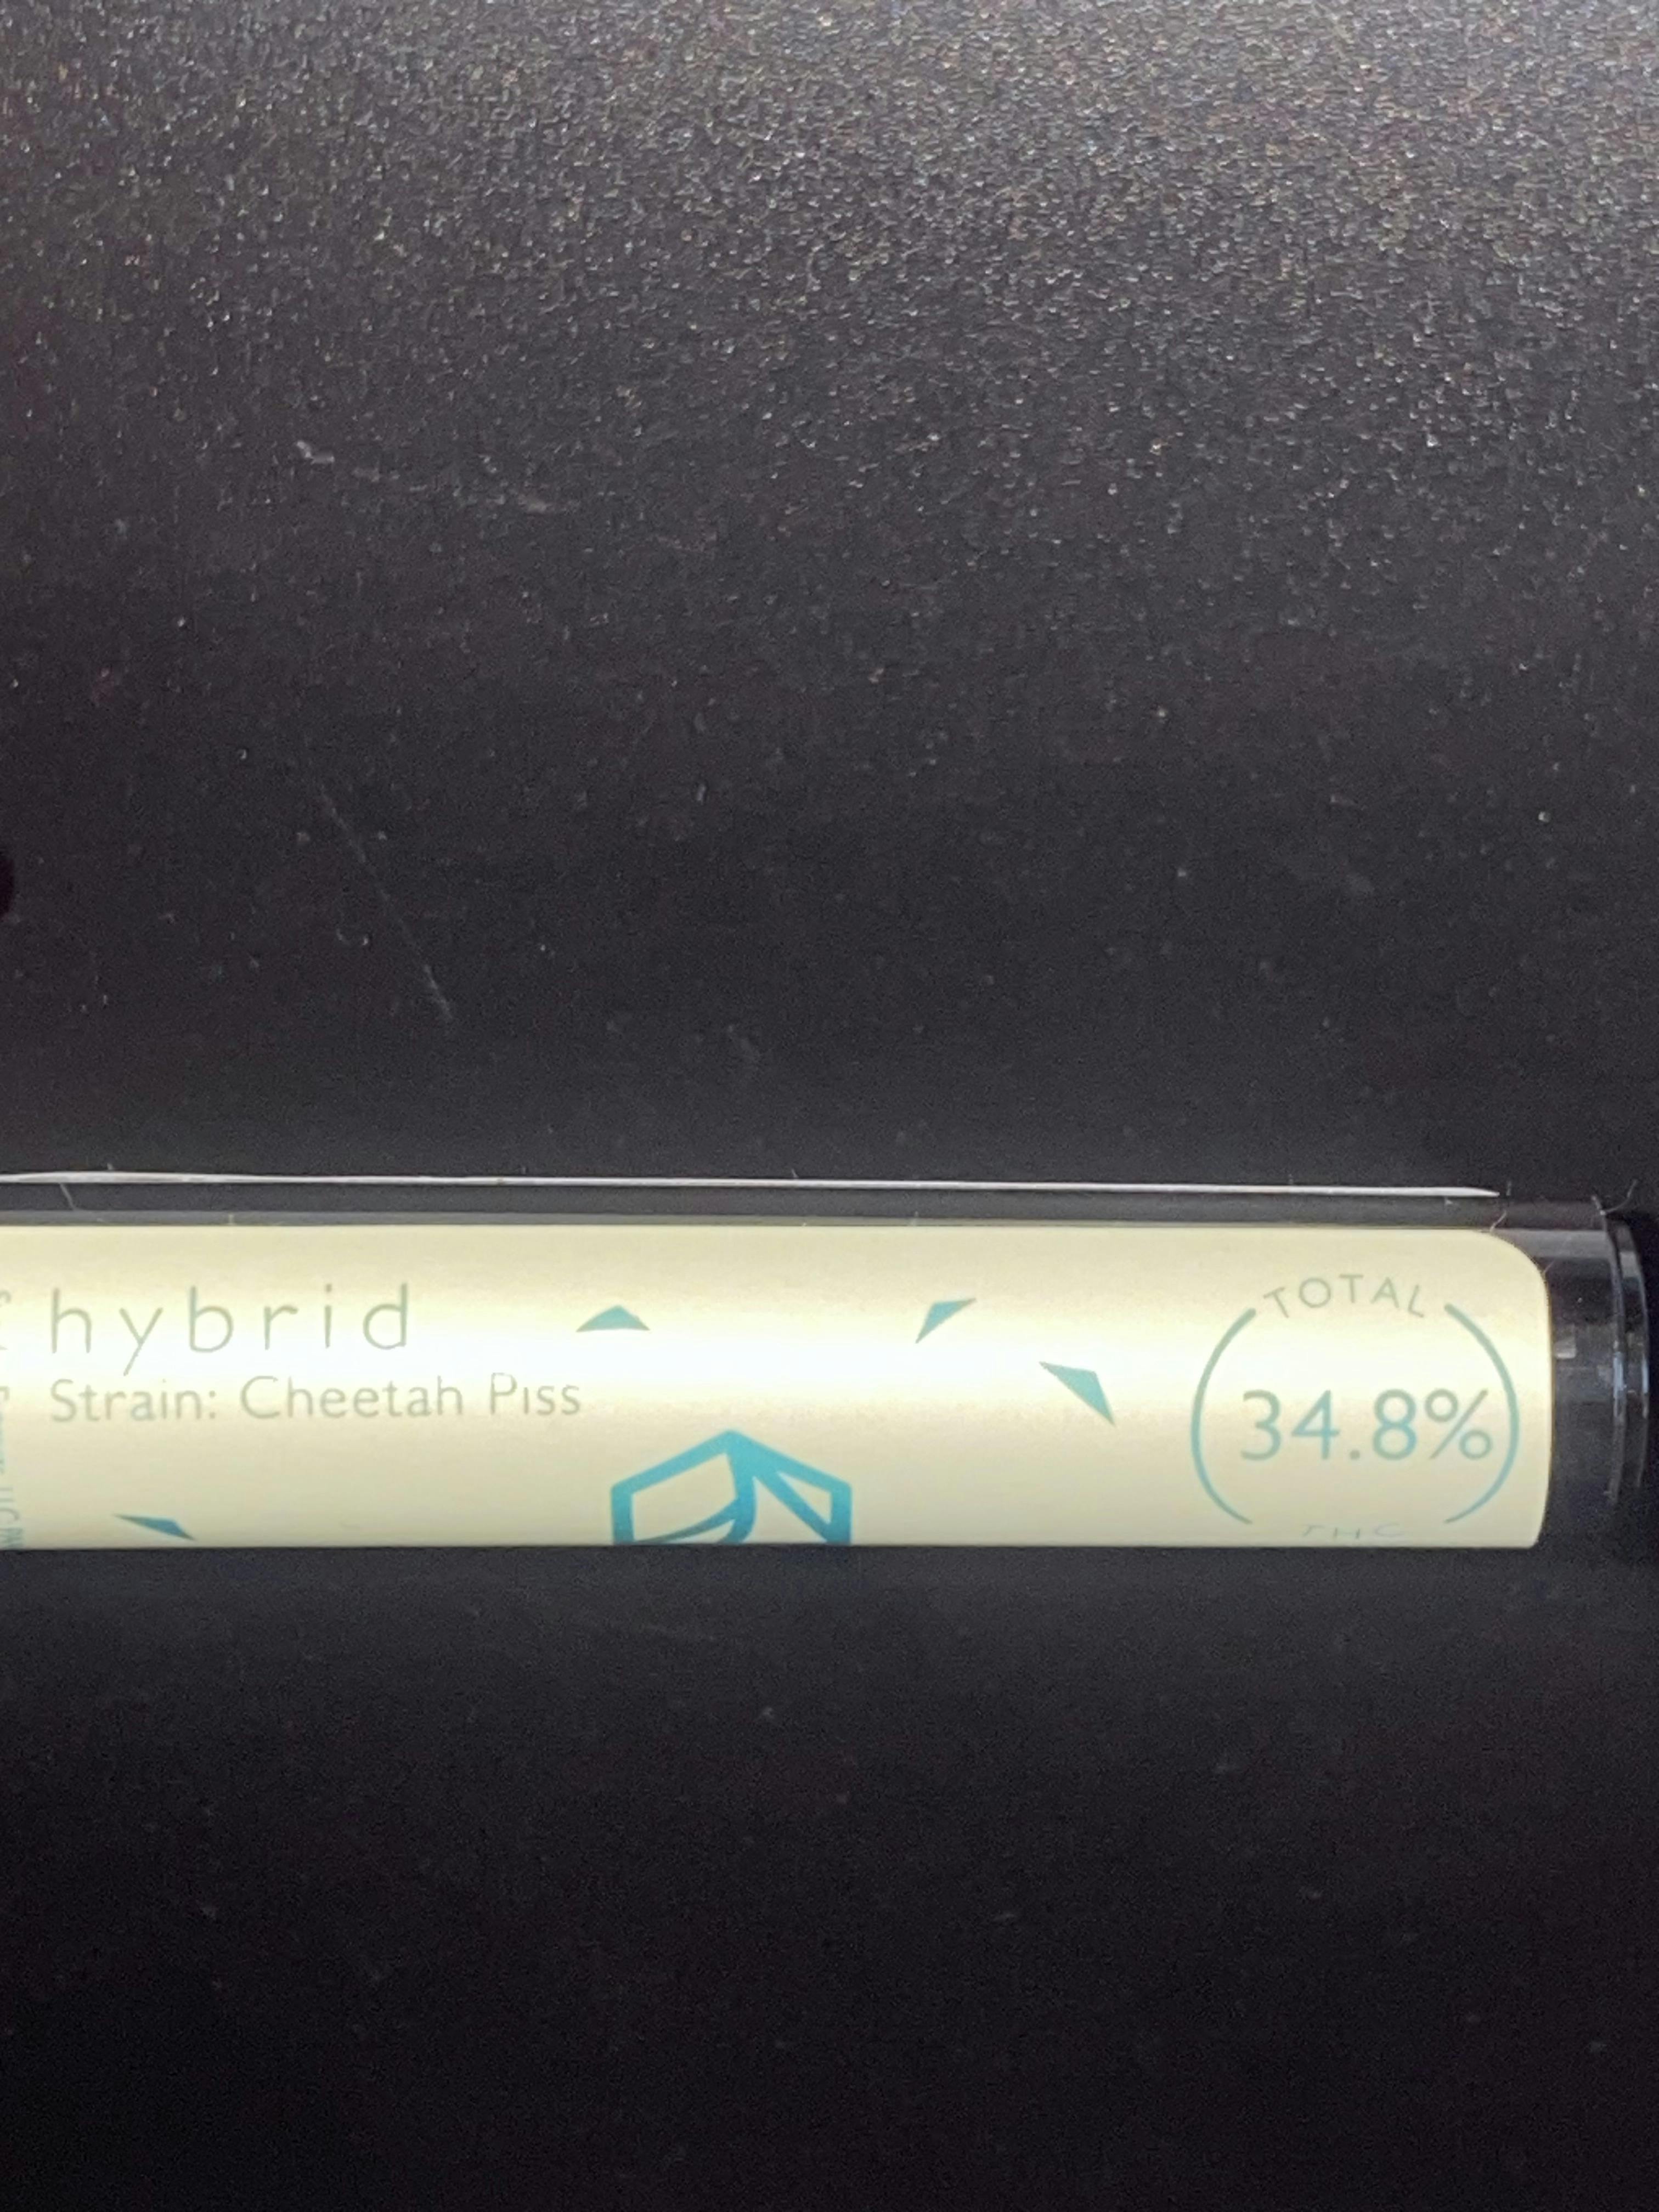 hybrid
Strain: Cheetah Piss
TOTAL
34.8%
THC